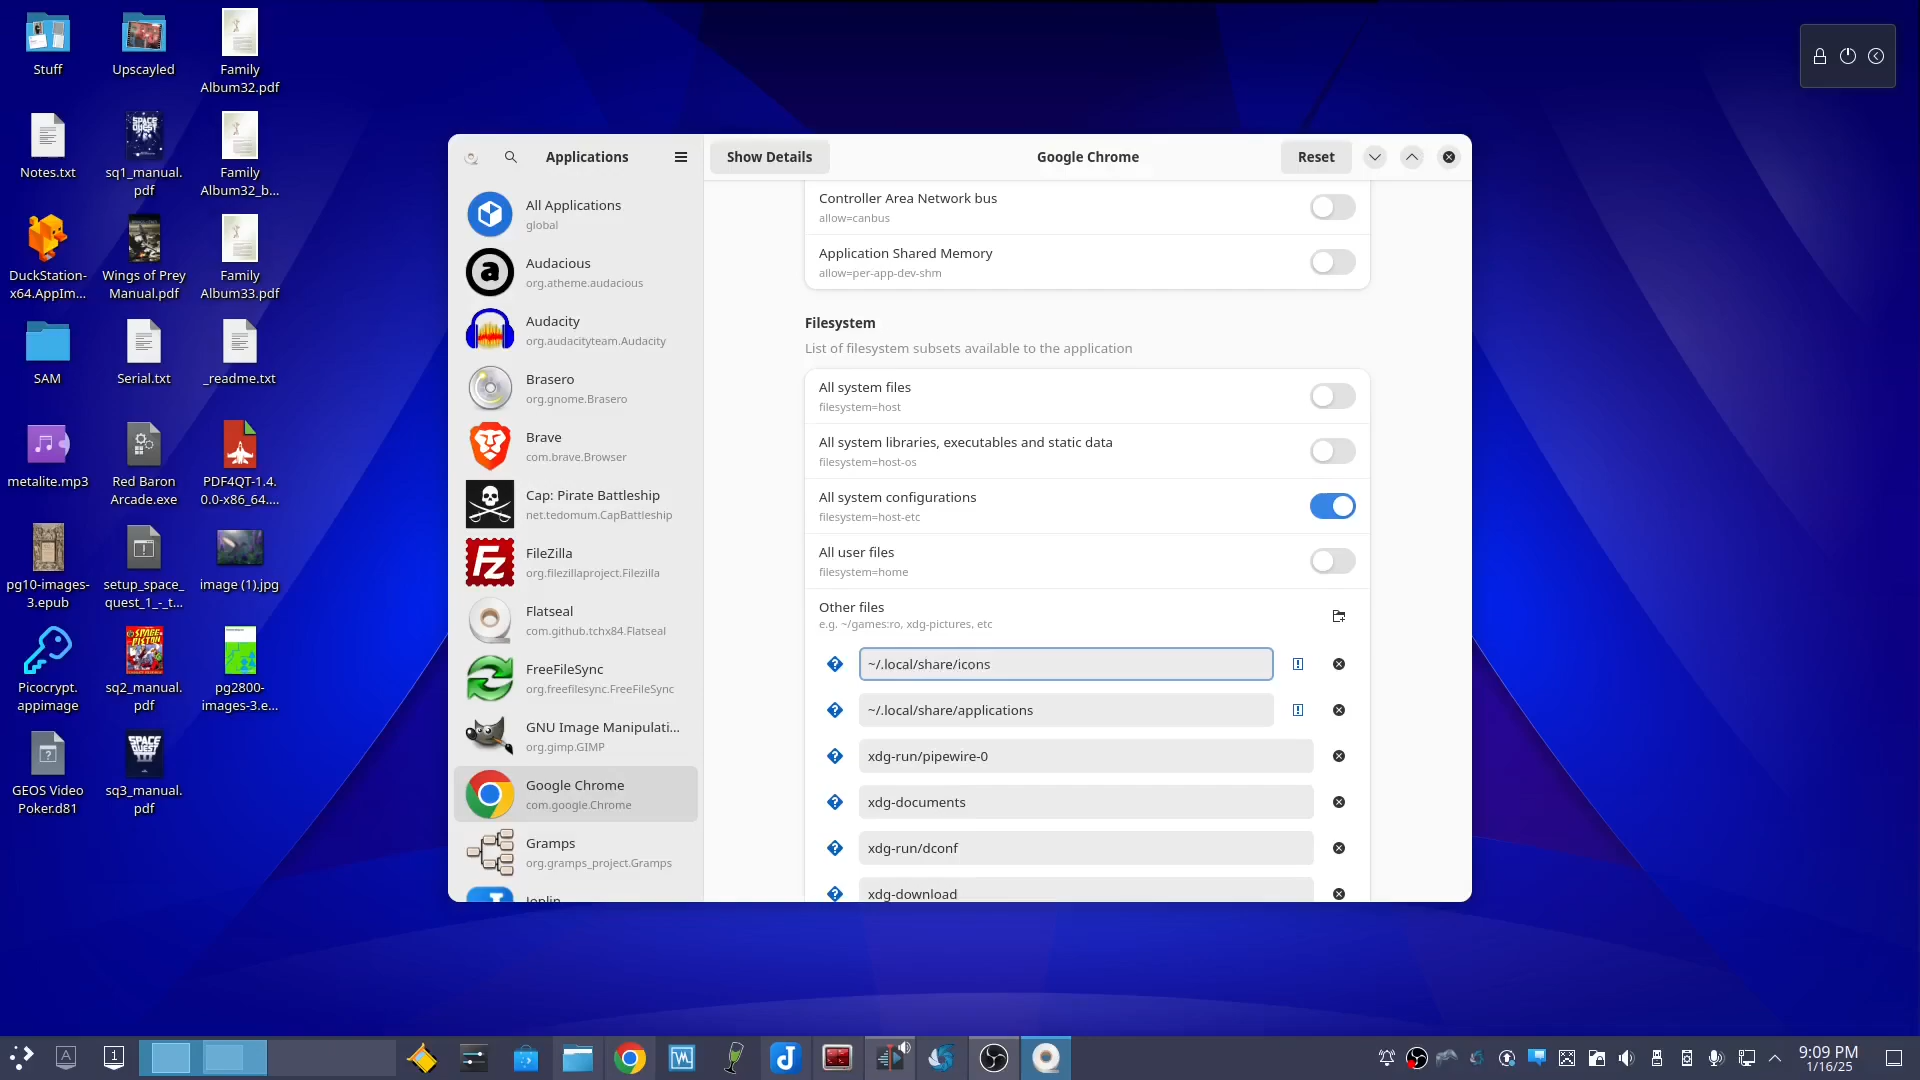 Stuff
Upscayled
Family
Album32.pdf
Notes.txt
sq1_manual.
pdf
Family
Album32_b...
DuckStation-
x64.AppIm...
Wings of Prey
Manual.pdf
Family
Album33.pdf
SAM
Serial.txt
_readme.txt
metalite.mp3
Red Baron
Arcade.exe
PDF4QT-1.4.
0.0-x86_64....
pg10-images-
3.epub
setup_space_
quest_1_-_t...
image (1).jpg
Picocrypt.
appimage
sq2_manual.
pdf
pg2800-
images-3.e...
GEOS Video
Poker.d81
sq3_manual.
pdf
Applications
Show Details
Google Chrome
Reset
All Applications
global
Audacious
org.atheme.audacious
Audacity
org.audacityteam.Audacity
Brasero
org.gnome.Brasero
Brave
com.brave.Browser
Cap: Pirate Battleship
net.tedomum.CapBattleship
FileZilla
org.filezillaproject.Filezilla
Flatseal
com.github.tchx84.Flatseal
FreeFileSync
org.freefilesync.FreeFileSync
GNU Image Manipulati...
org.gimp.GIMP
Google Chrome
com.google.Chrome
Gramps
org.gramps_project.Gramps
Joplin
Controller Area Network bus
allow=canbus
Application Shared Memory
allow=per-app-dev-shm
Filesystem
List of filesystem subsets available to the application
All system files
filesystem=host
All system libraries, executables and static data
filesystem=host-os
All system configurations
filesystem=host-etc
All user files
filesystem=home
Other files
e.g. ~/games:ro, xdg-pictures, etc
~/.local/share/icons
~/.local/share/applications
xdg-run/pipewire-0
xdg-documents
xdg-run/dconf
xdg-download
A
1
9:09 PM
1/16/25